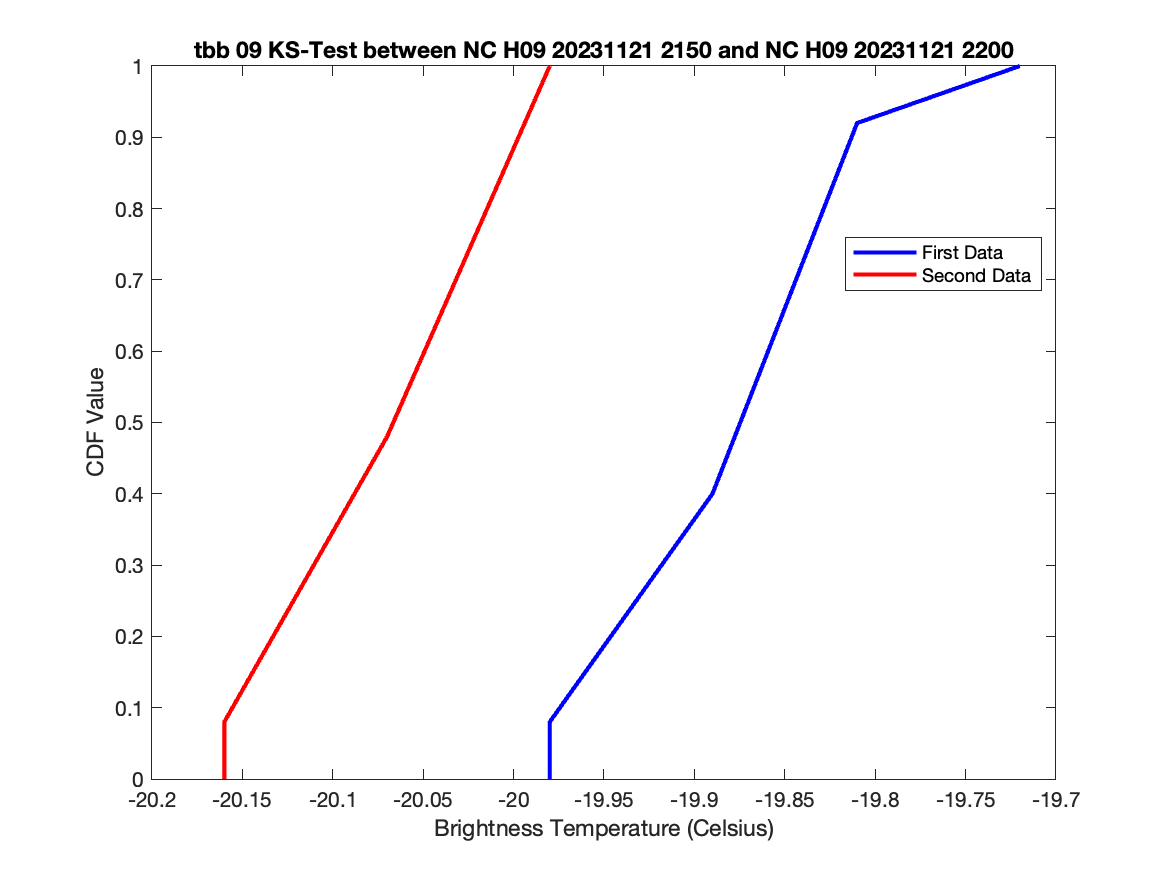 tbb 09 KS-Test between NC H09 20231121 2150 and NC H09 20231121 2200
1
0.9
0.8
0.7
0.6
0.5
0.4
0.3
0.2
0.1
0
CDF Value
First Data
Second Data
-20.2 -20.15 -20.1 -20.05 -20 -19.95 -19.9 -19.85 -19.8 -19.75 -19.7
Brightness Temperature (Celsius)